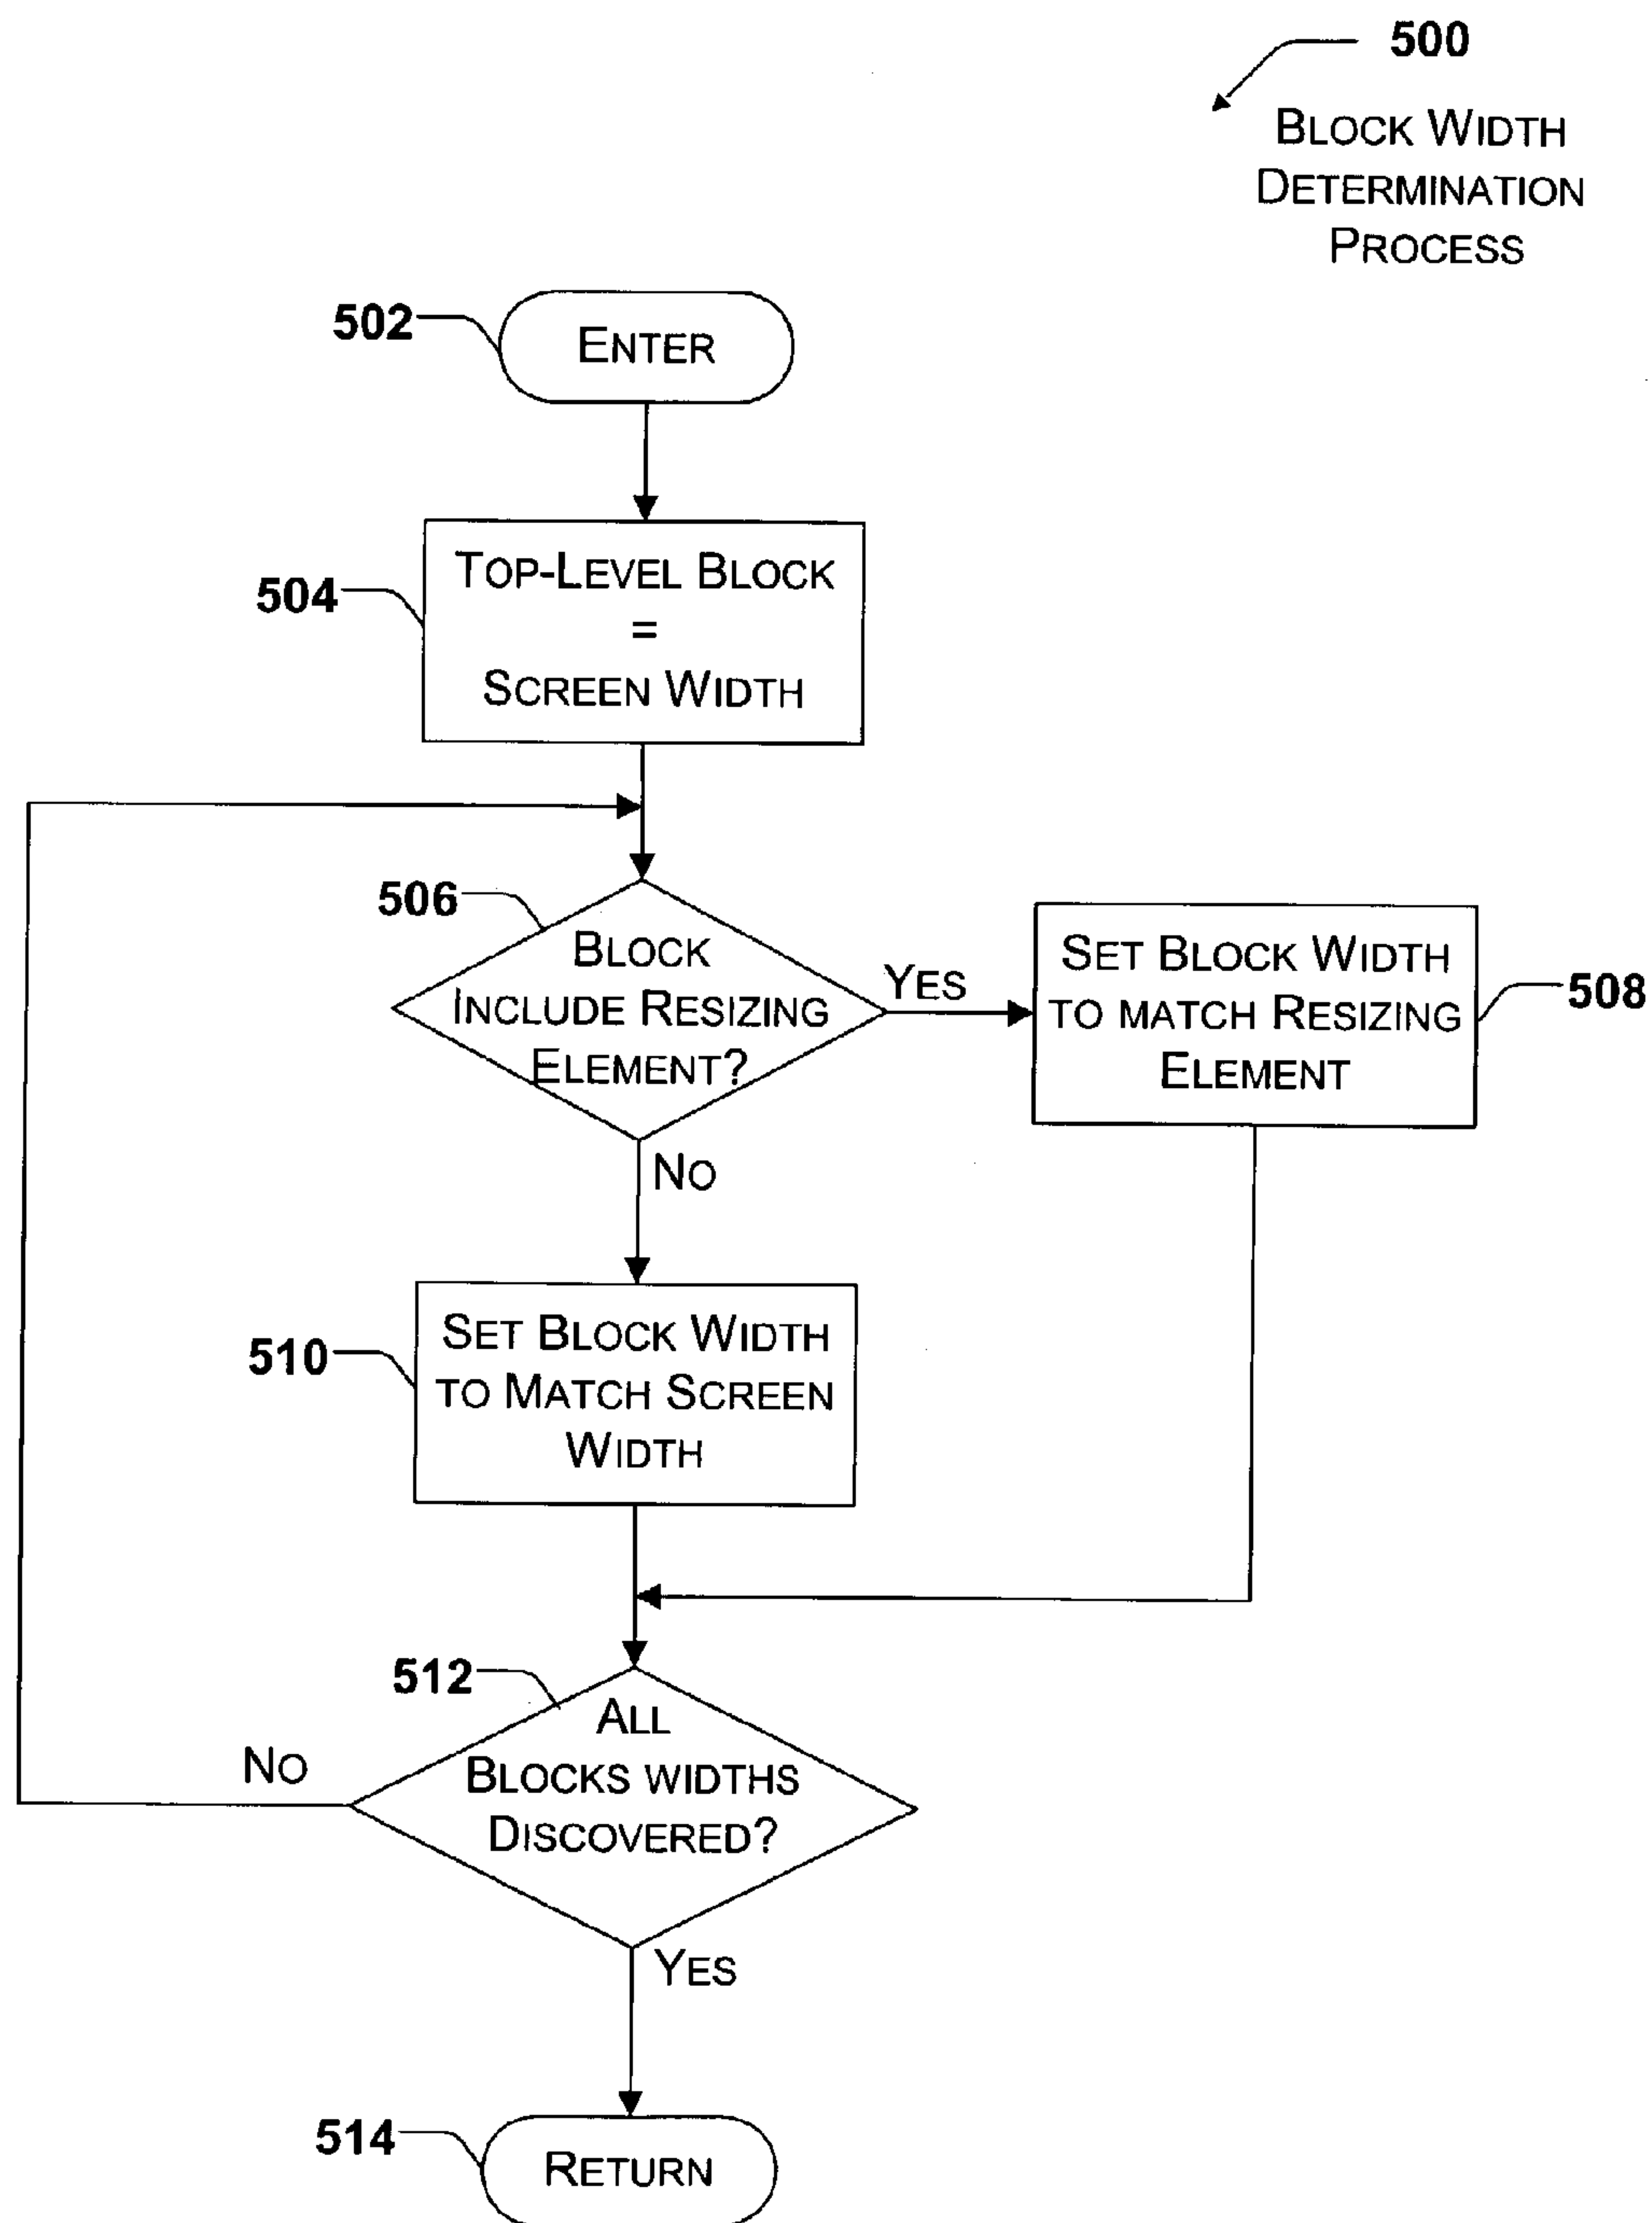 500
BLOCK WIDTH
DETERMINATION
PROCESS
502
ENTER
504
TOP-LEVEL BLOCK
=
SCREEN WIDTH
506
BLOCK
INCLUDE RESIZING
ELEMENT?
YES
SET BLOCK WIDTH
TO MATCH RESIZING
ELEMENT
508
NO
510
SET BLOCK WIDTH
TO MATCH SCREEN
WIDTH
512
ALL
BLOCKS WIDTHS
DISCOVERED?
NO
YES
514
RETURN